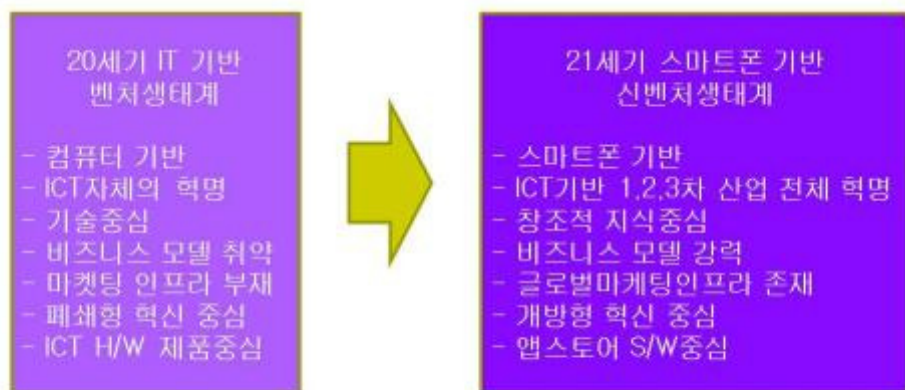 20세기 IT 기반
벤처생태계
- 컴퓨터 기반
- ICT자체의 혁명
- 기술중심
- 비즈니스 모델 취약
- 마켓팅 인프라 부재
- 폐쇄형 혁신 중심
- ICT H/W 제품중심
21세기 스마트폰 기반
신벤처생태계
- 스마트폰 기반
- ICT기반 1,2,3차 산업 전체 혁명
- 창조적 지식중심
- 비즈니스 모델 강력
- 글로벌마케팅인프라 존재
- 개방형 혁신 중심
- 앱스토어 S/W중심